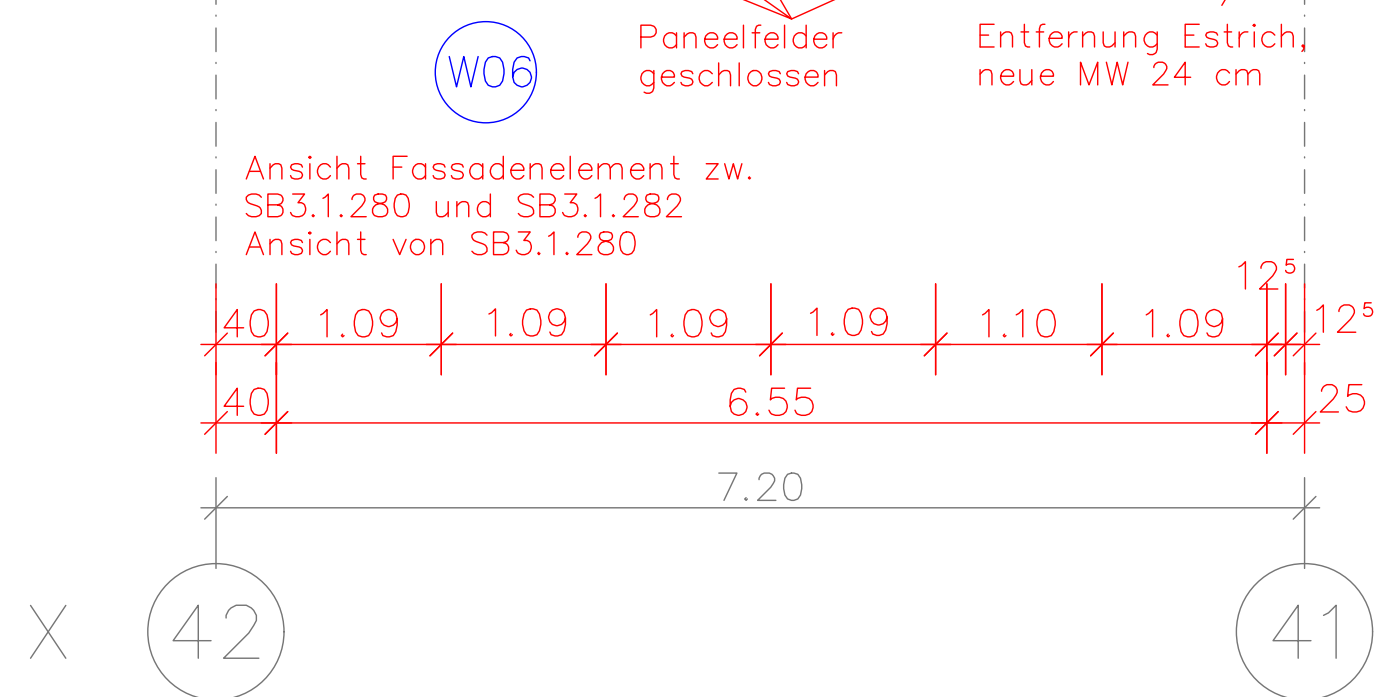 Paneelfelder
geschlossen
Entfernung Estrich,
neue MW 24 cm
W06
Ansicht Fassadenelement zw.
SB3.1.280 und SB3.1.282
Ansicht von SB3.1.280
40 1.09 1.09 1.09 1.09 1.10 1.09 12⁵ 12⁵
40 6.55 25
7.20
X 42 41